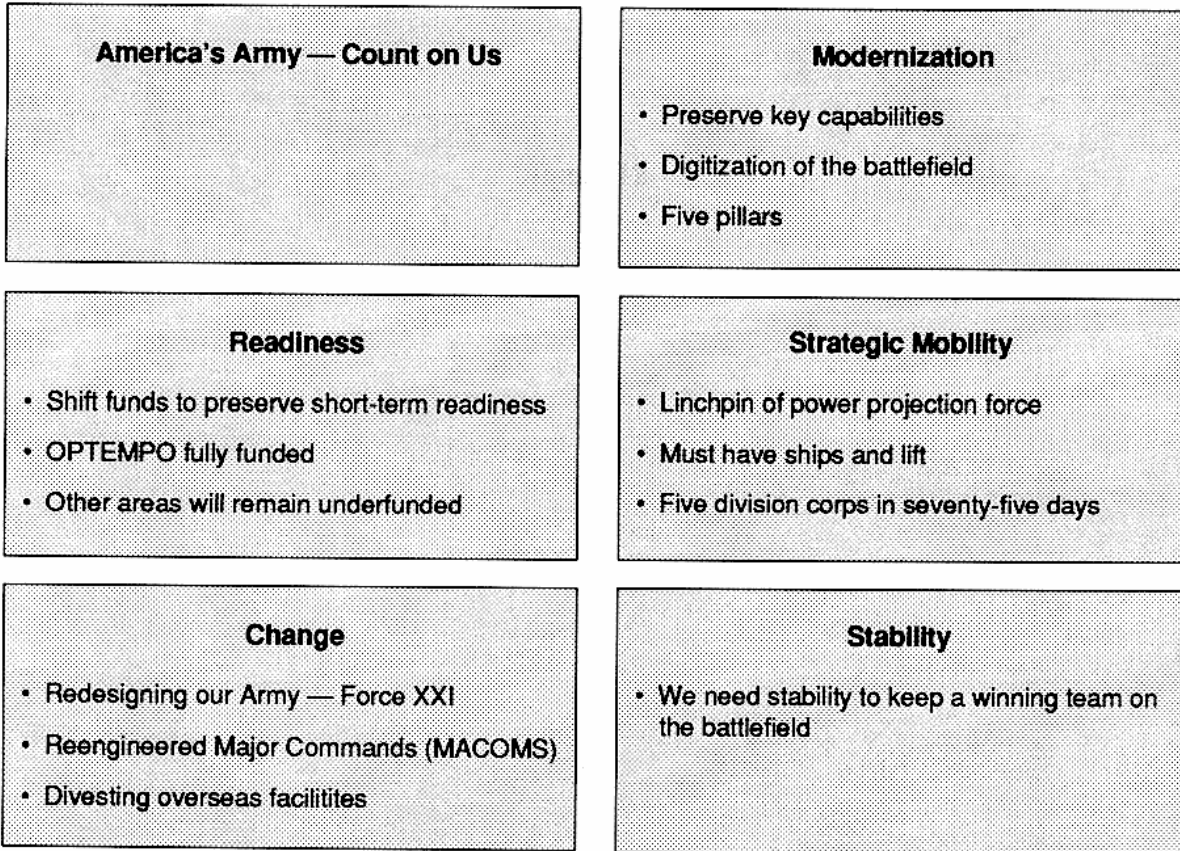 America's Army — Count on Us
Modernization
• Preserve key capabilities
• Digitization of the battlefield
• Five pillars
Readiness
• Shift funds to preserve short-term readiness
• OPTEMPO fully funded
• Other areas will remain underfunded
Strategic Mobility
• Linchpin of power projection force
• Must have ships and lift
• Five division corps in seventy-five days
Change
• Redesigning our Army — Force XXI
• Reengineered Major Commands (MACOMS)
• Divesting overseas facilitites
Stability
• We need stability to keep a winning team on
the battlefield